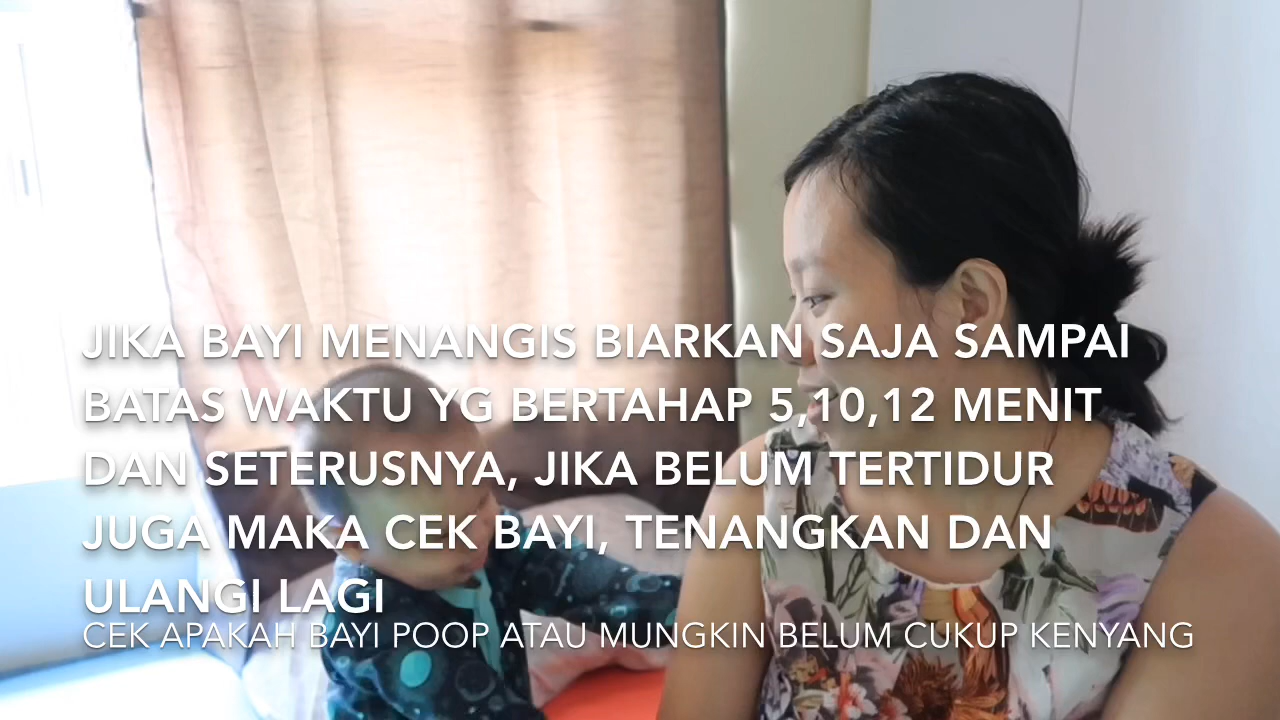 JIKA BAYI MENANGIS BIARKAN SAJA SAMPAI
BATAS WAKTU YG BERTAHAP 5,10,12 MENIT
DAN SETERUSNYA, JIKA BELUM TERTIDUR
JUGA MAKA CEK BAYI, TENANGKAN DAN
ULANGI LAGI
CEK APAKAH BAYI POOP ATAU MUNGKIN BELUM CUKUP KENYANG